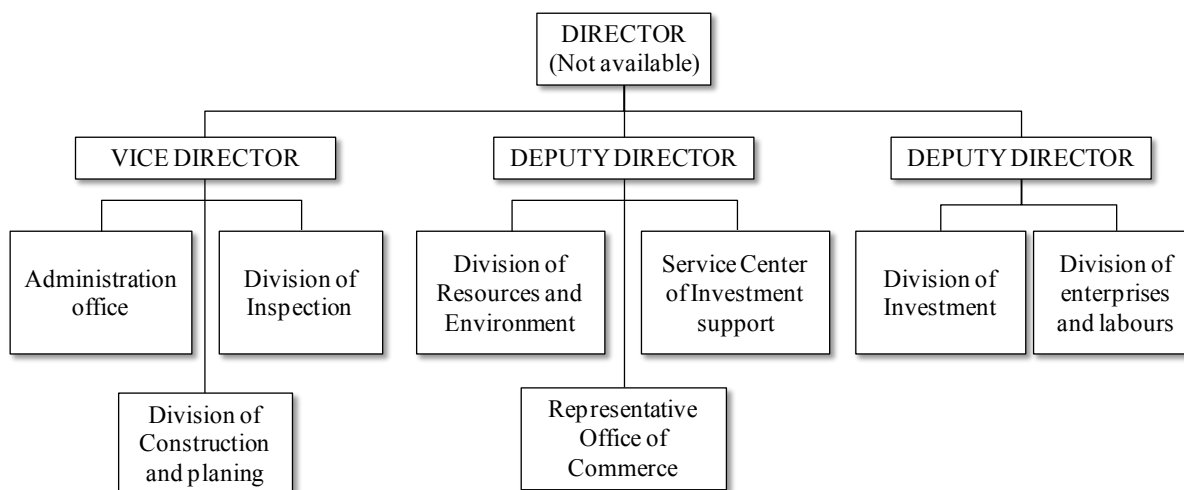 DIRECTOR
(Not available)
VICE DIRECTOR
DEPUTY DIRECTOR
DEPUTY DIRECTOR
Administration
office
Division of
Inspection
Division of
Resources and
Environment
Service Center
of Investment
support
Division of
Investment
Division of
enterprises
and labours
Division of
Construction
and planing
Representative
Office of
Commerce